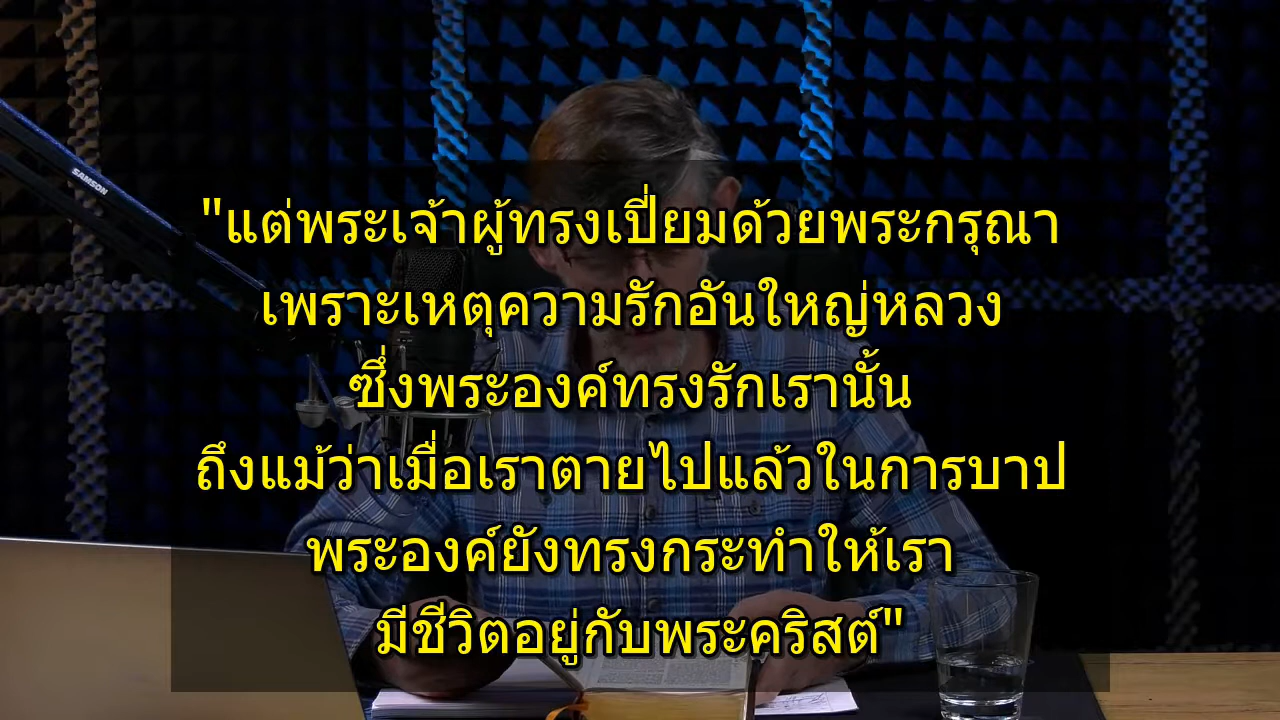 SAMSON
"แต่พระเจ้าผู้ทรงเปี่ยมด้วยพระกรุณา
เพราะเหตุความรักอันใหญ่หลวง
ซึ่งพระองค์ทรงรักเรานั้น
ถึงแม้ว่าเมื่อเราตายไปแล้วในการบาป
พระองค์ยังทรงกระทำให้เรา
มีชีวิตอยู่กับพระคริสต์"